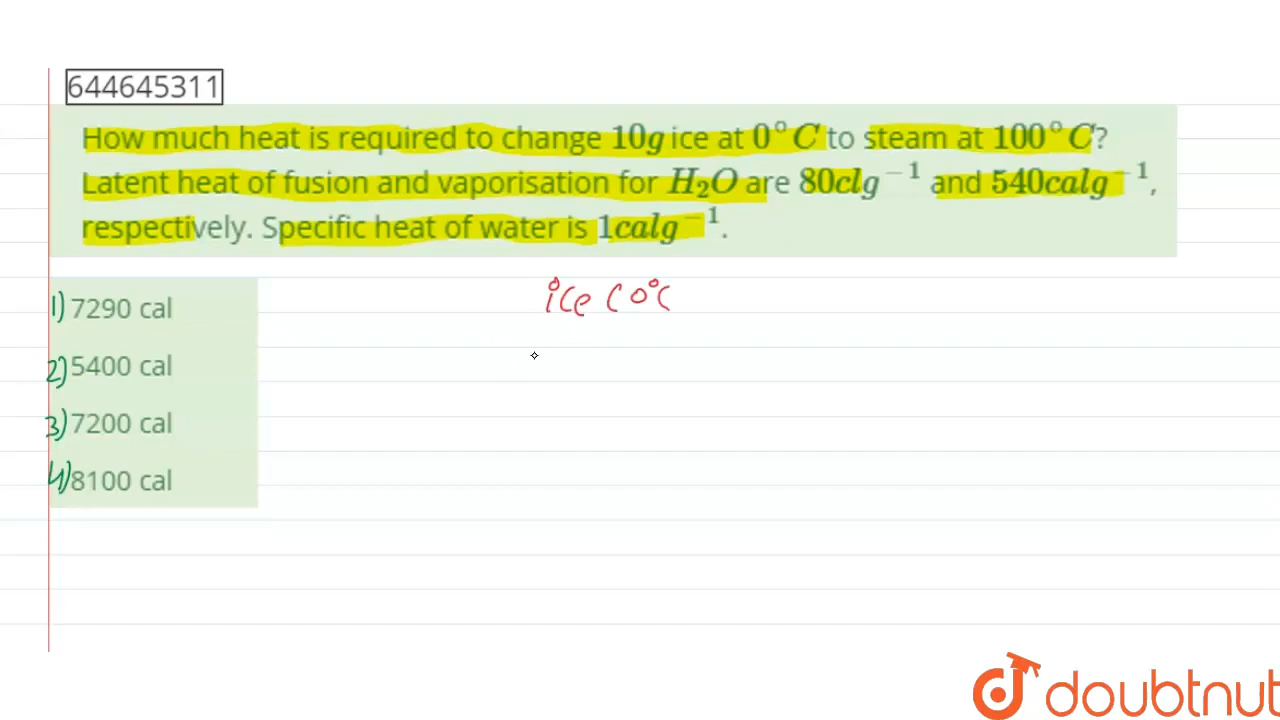 644645311
How much heat is required to change 10g ice at 0°C to steam at 100°C?
Latent heat of fusion and vaporisation for H₂O are 80clg⁻¹ and 540calg⁻¹,
respectively. Specific heat of water is 1calg⁻¹.
ice (0°C
1) 7290 cal
2) 5400 cal
3) 7200 cal
4) 8100 cal
doubtnut